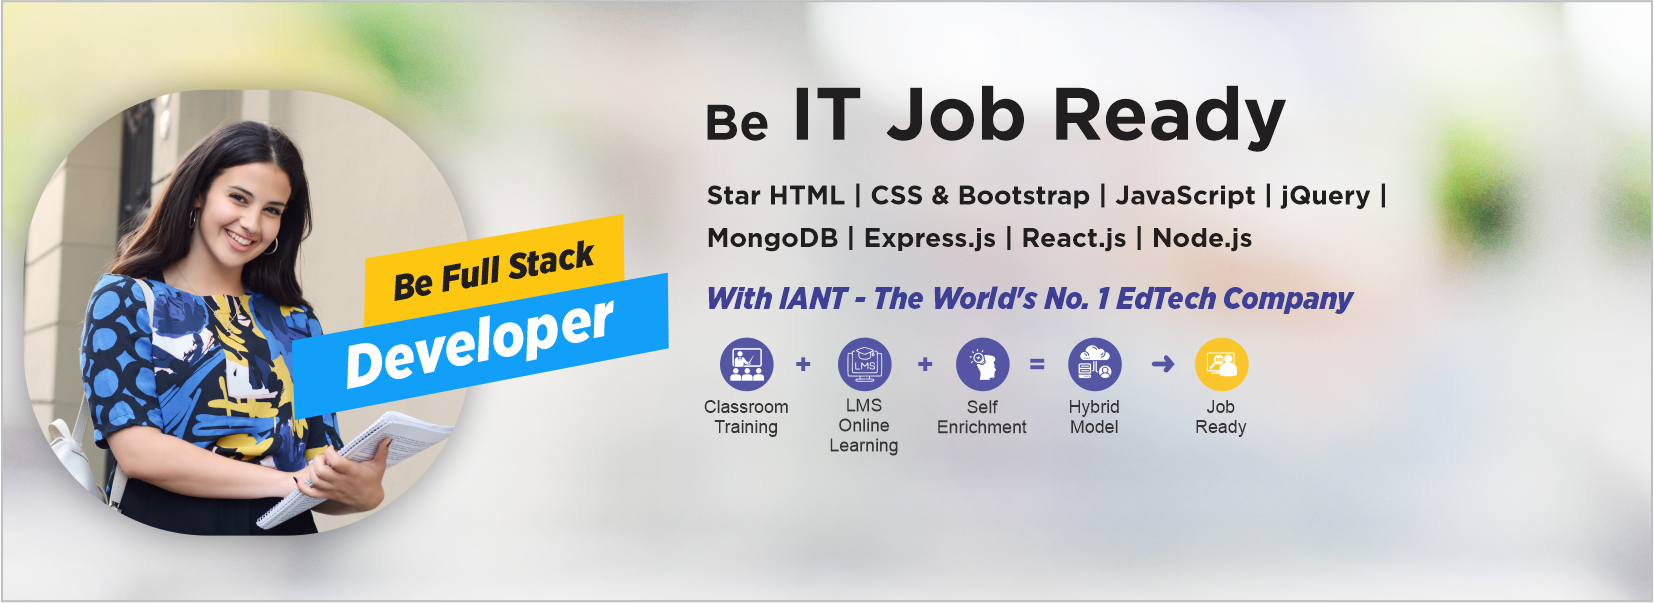 Be IT Job Ready
Star HTML | CSS & Bootstrap | JavaScript | jQuery |
MongoDB | Express.js | React.js | Node.js
With IANT - The World's No. 1 EdTech Company
Be Full Stack
Developer
Classroom
Training
+
LMS
LMS
Online
Learning
+
Self
Enrichment
=
Hybrid
Model
➔
Job
Ready